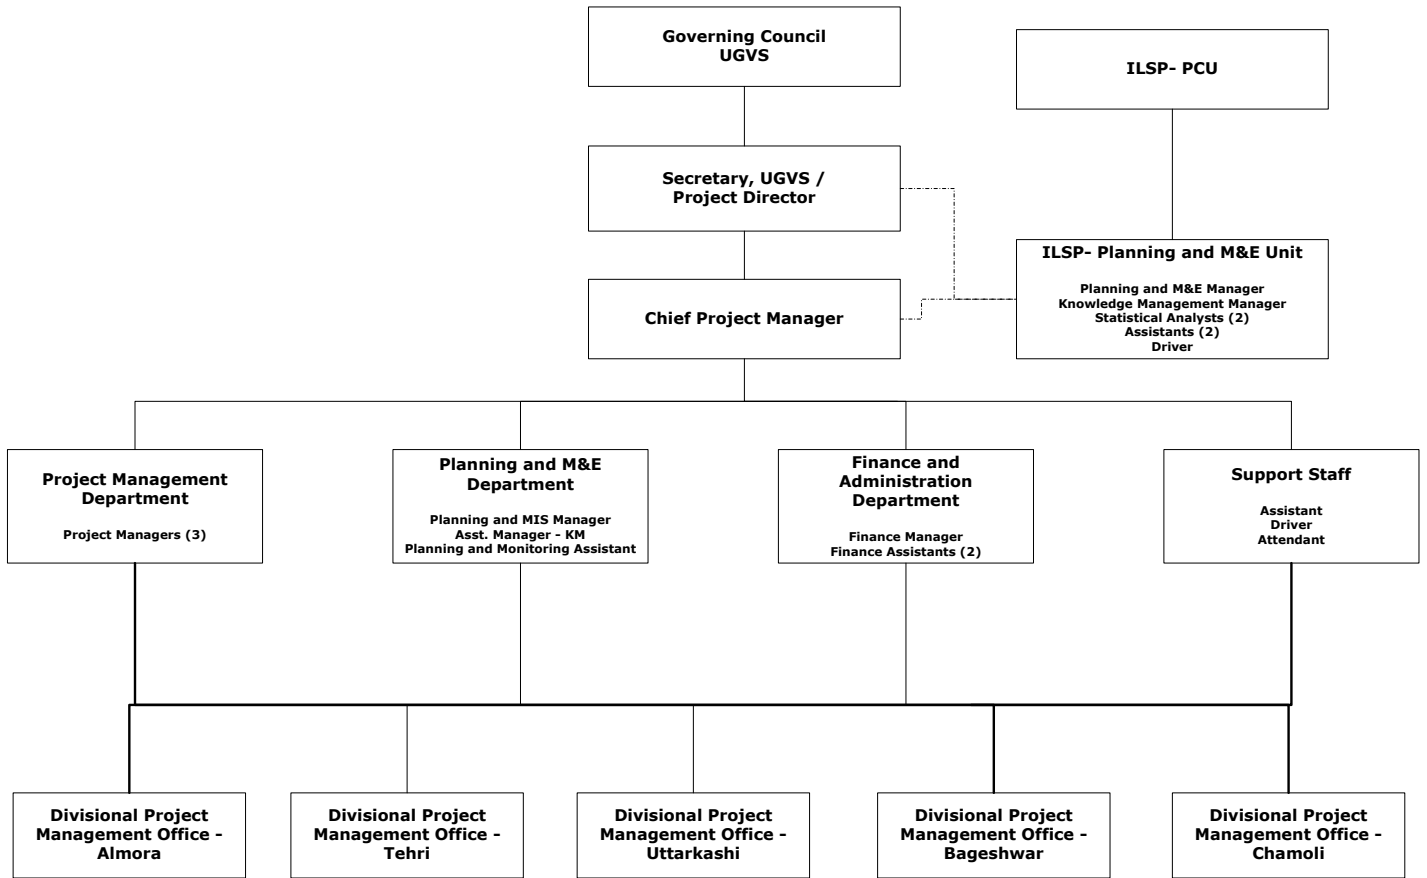 Governing Council
UGVS
ILSP- PCU
Secretary, UGVS /
Project Director
ILSP- Planning and M&E Unit
Planning and M&E Manager
Knowledge Management Manager
Statistical Analysts (2)
Assistants (2)
Driver
Chief Project Manager
Project Management
Department
Project Managers (3)
Planning and M&E
Department
Planning and MIS Manager
Asst. Manager - KM
Planning and Monitoring Assistant
Finance and
Administration
Department
Finance Manager
Finance Assistants (2)
Support Staff
Assistant
Driver
Attendant
Divisional Project
Management Office -
Almora
Divisional Project
Management Office -
Tehri
Divisional Project
Management Office -
Uttarkashi
Divisional Project
Management Office -
Bageshwar
Divisional Project
Management Office -
Chamoli